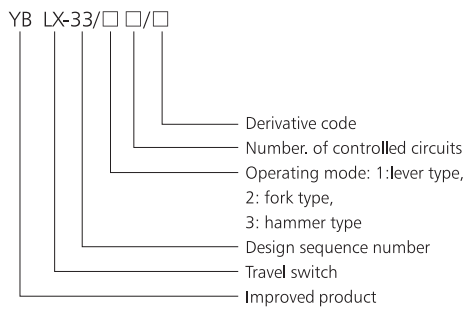 YB LX-33/□ □/□
Derivative code
Number. of controlled circuits
Operating mode: 1:lever type,
2: fork type,
3: hammer type
Design sequence number
Travel switch
Improved product